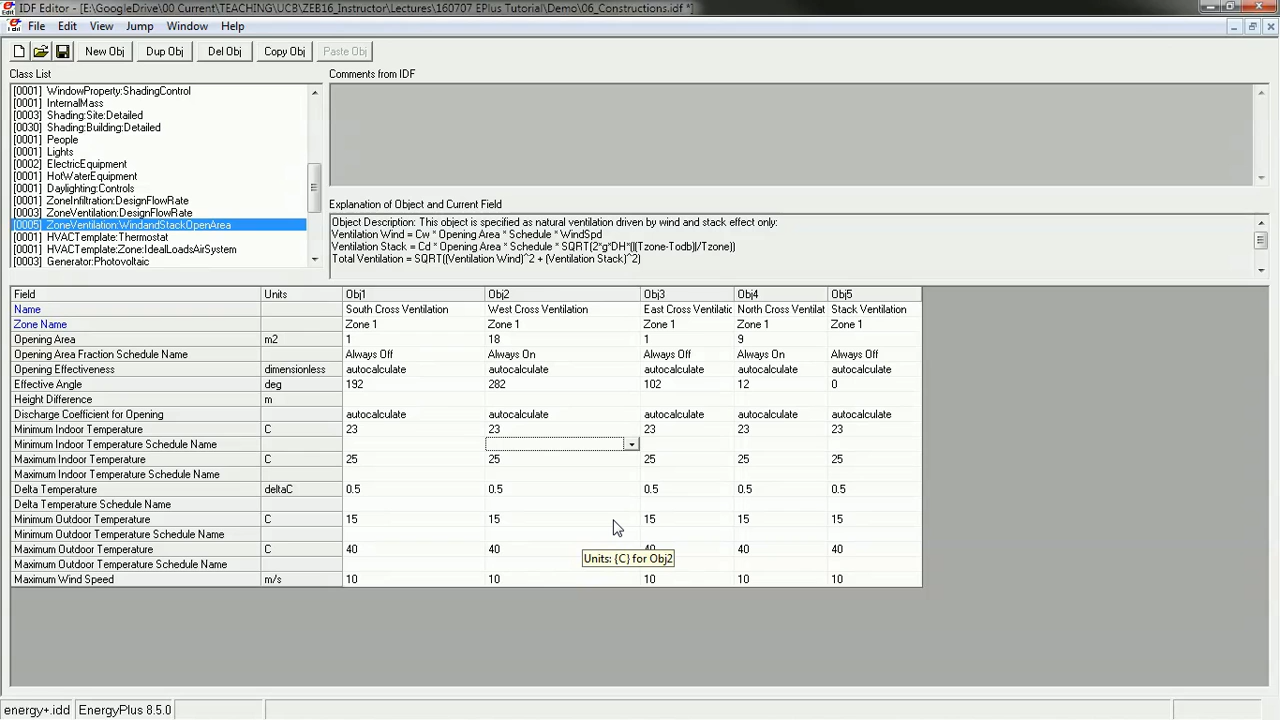 IDF Editor - [E:\GoogleDrive\00 Current\TEACHING\UCB\ZEB16_Instructor\Lectures\160707 EPlus Tutorial\Demo\06_Constructions.idf *]
File Edit View Jump Window Help
New Obj Dup Obj Del Obj Copy Obj Paste Obj
Class List
Comments from IDF
[0001] WindowProperty:ShadingControl
[0001] InternalMass
[0003] Shading:Site:Detailed
[0030] Shading:Building:Detailed
[0001] People
[0001] Lights
[0002] ElectricEquipment
[0001] HotWaterEquipment
[0001] Daylighting:Controls
[0001] ZoneInfiltration:DesignFlowRate
[0003] ZoneVentilation:DesignFlowRate
[0005] ZoneVentilation:WindandStackOpenArea
[0001] HVACTemplate:Thermostat
[0001] HVACTemplate:Zone:IdealLoadsAirSystem
[0003] Generator:Photovoltaic
Explanation of Object and Current Field
Object Description: This object is specified as natural ventilation driven by wind and stack effect only:
Ventilation Wind = Cw * Opening Area * Schedule * WindSpd
Ventilation Stack = Cd * Opening Area * Schedule * SQRT(2*g*DH*(|(Tzone-Todb)|/Tzone))
Total Ventilation = SQRT((Ventilation Wind)^2 + (Ventilation Stack)^2)
Field Units Obj1 Obj2 Obj3 Obj4 Obj5
Name South Cross Ventilation West Cross Ventilation East Cross Ventilatic North Cross Ventilat Stack Ventilation
Zone Name Zone 1 Zone 1 Zone 1 Zone 1 Zone 1
Opening Area m2 1 18 1 9
Opening Area Fraction Schedule Name Always Off Always On Always Off Always On Always Off
Opening Effectiveness dimensionless autocalculate autocalculate autocalculate autocalculate autocalculate
Effective Angle deg 192 282 102 12 0
Height Difference m
Discharge Coefficient for Opening autocalculate autocalculate autocalculate autocalculate autocalculate
Minimum Indoor Temperature C 23 23 23 23 23
Minimum Indoor Temperature Schedule Name
Maximum Indoor Temperature C 25 25 25 25 25
Maximum Indoor Temperature Schedule Name
Delta Temperature deltaC 0.5 0.5 0.5 0.5 0.5
Delta Temperature Schedule Name
Minimum Outdoor Temperature C 15 15 15 15 15
Minimum Outdoor Temperature Schedule Name
Maximum Outdoor Temperature C 40 40 40 40 40
Units: {C} for Obj2
Maximum Outdoor Temperature Schedule Name
Maximum Wind Speed m/s 10 10 10 10 10
energy+.idd EnergyPlus 8.5.0